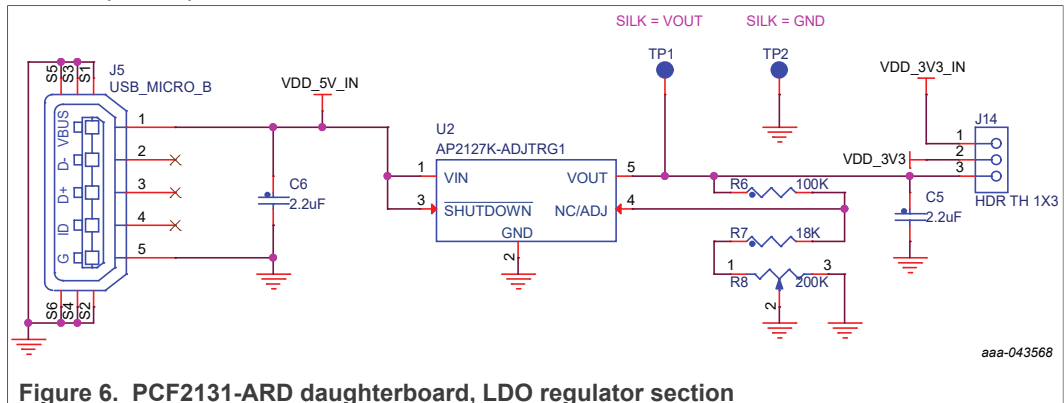 SILK = VOUT
SILK = GND
TP1
TP2
J5
USB_MICRO_B
S5
S3
S1
VBUS
D-
D+
ID
G
1
2
3
4
5
S6
S4
S2
VDD_5V_IN
C6
2.2uF
U2
AP2127K-ADJTRG1
1
VIN
VOUT
5
3
SHUTDOWN
NC/ADJ
4
GND
2
R6
100K
R7
18K
1
3
R8
200K
2
VDD_3V3_IN
J14
1
VDD_3V3
2
3
C5
2.2uF
HDR TH 1X3
aaa-043568
Figure 6. PCF2131-ARD daughterboard, LDO regulator section